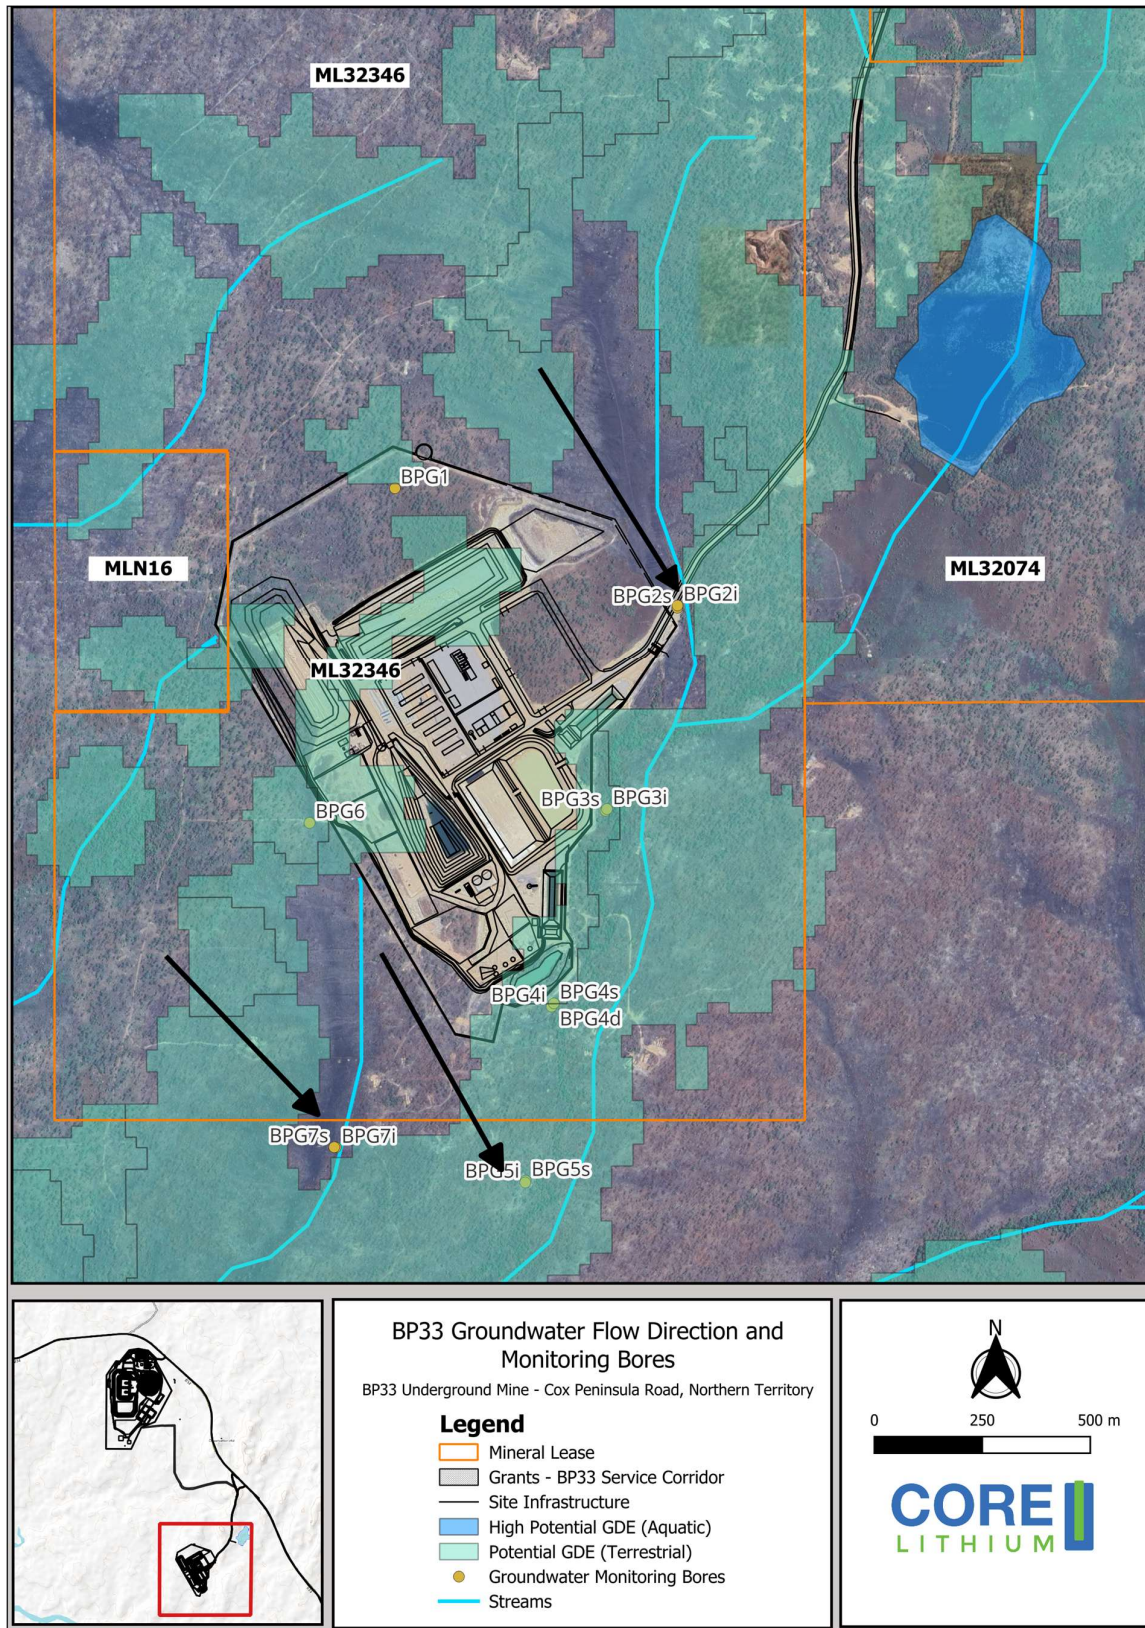 ML32346
BPG1
MLN16
ML32074
BPG2s BPG2i
ML32346
BPG3s BPG3i
BPG6
BPG4i BPG4s
BPG4d
BPG7s BPG7i
BPG5i BPG5s
BP33 Groundwater Flow Direction and
Monitoring Bores
BP33 Underground Mine - Cox Peninsula Road, Northern Territory
Legend
Mineral Lease
Grants - BP33 Service Corridor
Site Infrastructure
High Potential GDE (Aquatic)
Potential GDE (Terrestrial)
Groundwater Monitoring Bores
Streams
N
0 250 500 m
CORE
LITHIUM